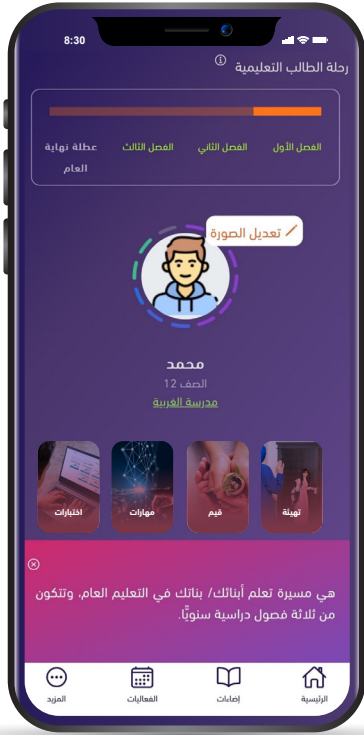 8:30
رحلة الطالب التعليمية
الفصل الأول
الفصل الثاني
الفصل الثالث
عطلة نهاية
العام
تعديل الصورة
محمد
الصف 12
مدرسة الغربية
تهيئة
قيم
مهارات
اختبارات
هي مسيرة تعلم أبنائك/ بناتك في التعليم العام، وتتكون
من ثلاثة فصول دراسية سنويًّا.
الرئيسية
إضاءات
الفعاليات
المزيد